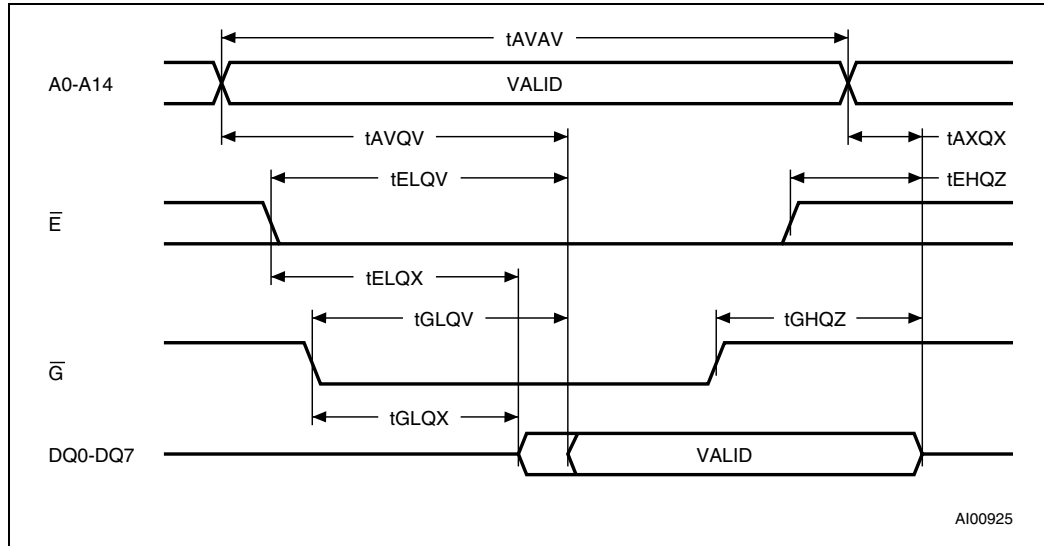 tAVAV
A0-A14 VALID
tAVQV tAXQX
tELQV tEHQZ
E̅
tELQX
tGLQV tGHQZ
G̅
tGLQX
DQ0-DQ7 VALID
AI00925